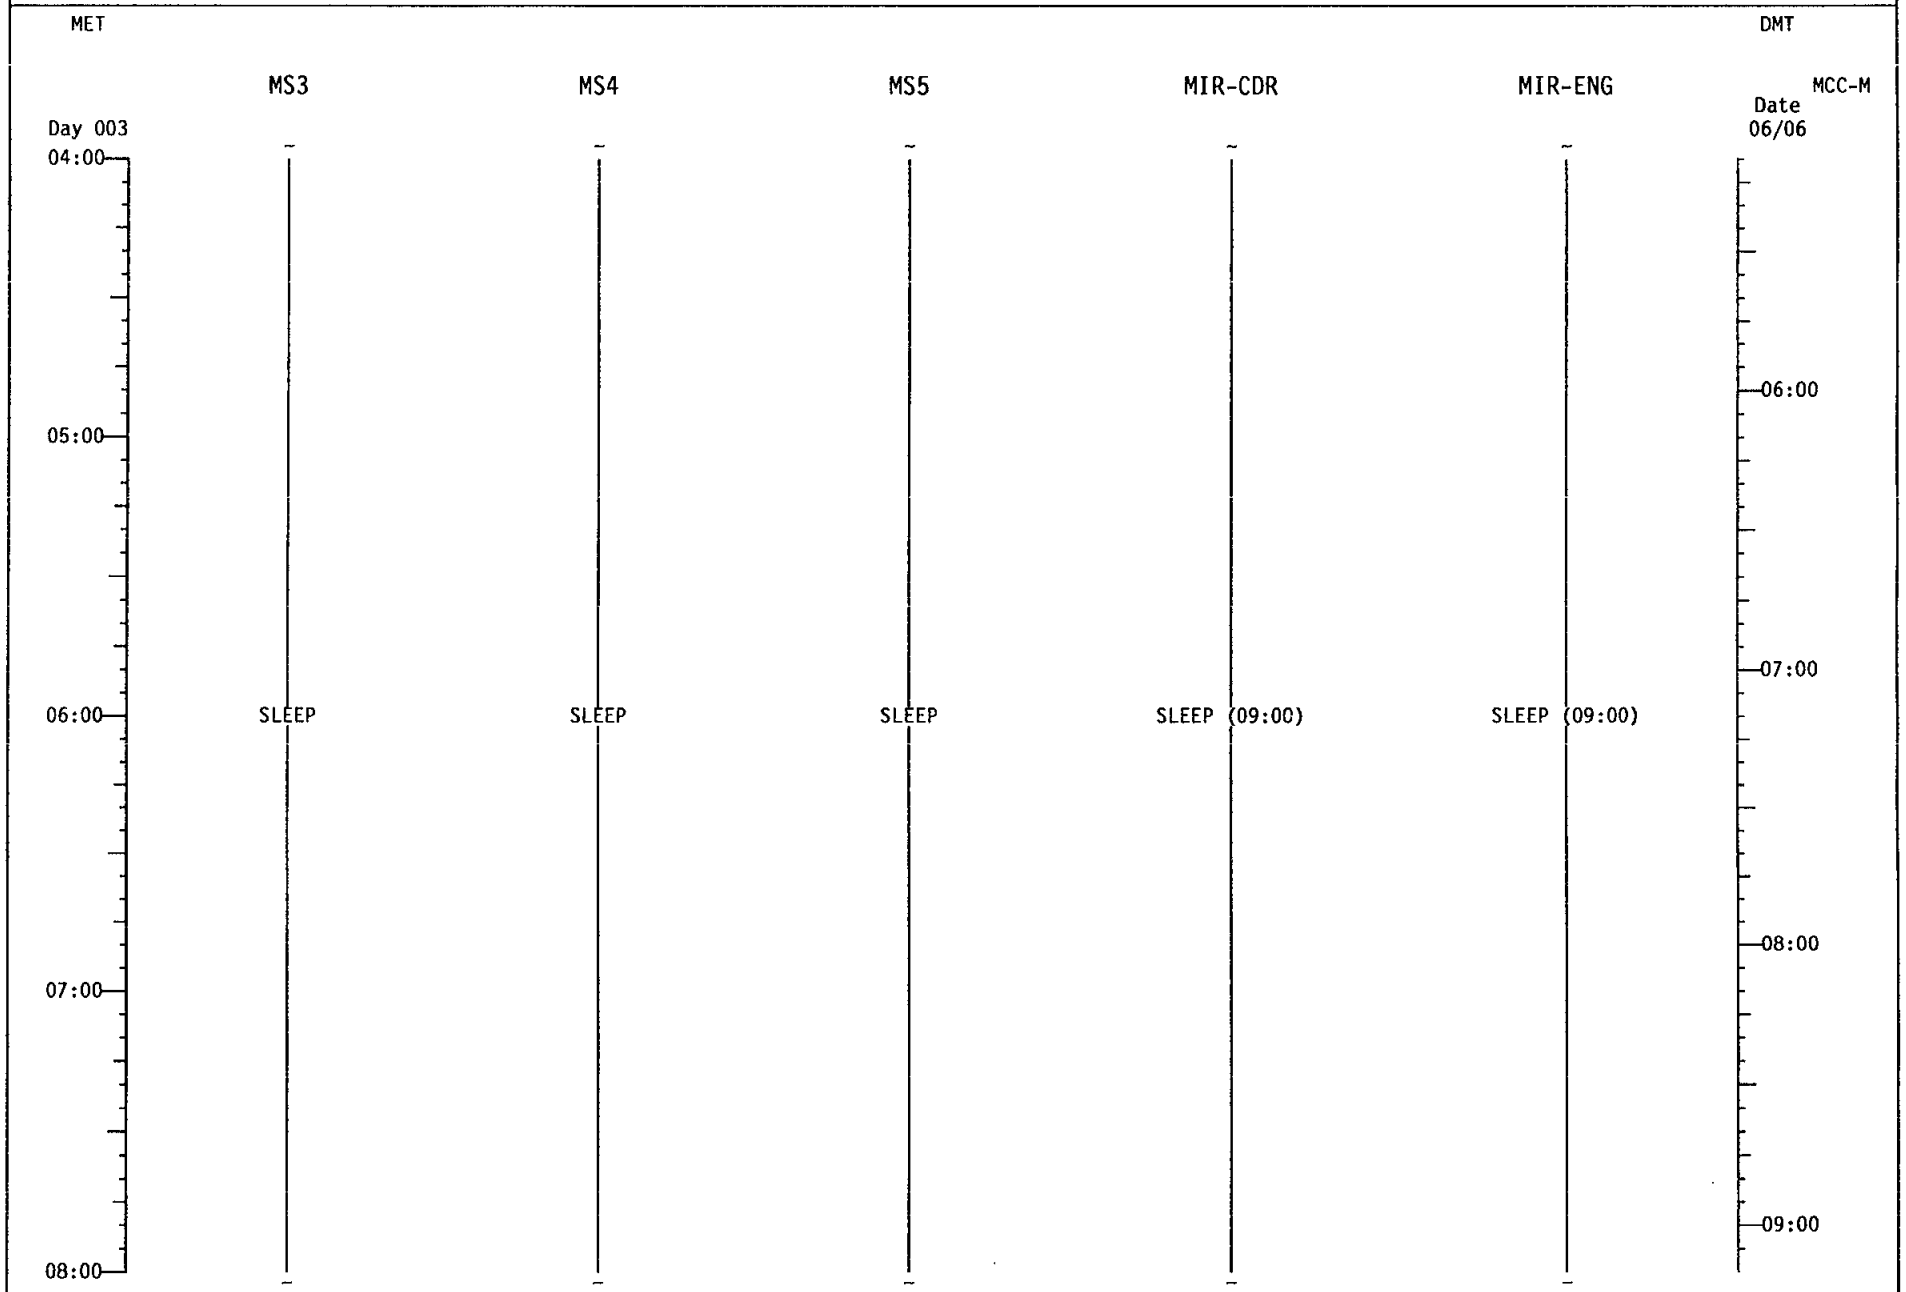 MET DMT
MS3 MS4 MS5 MIR-CDR MIR-ENG MCC-M
Date
Day 003 06/06
~ ~ ~ ~ ~
04:00
06:00
05:00
07:00
06:00 SLEEP SLEEP SLEEP SLEEP (09:00) SLEEP (09:00)
08:00
07:00
09:00
08:00
~ ~ ~ ~ ~